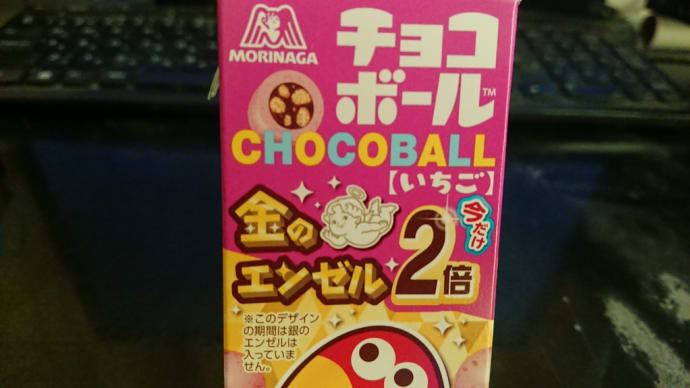 MORINAGA
チョコ
ボール™
CHOCOBALL
【いちご】
金の
エンゼル
今だけ
2倍
※このデザイン
の期間は銀の
エンゼルは
入っていま
せん。